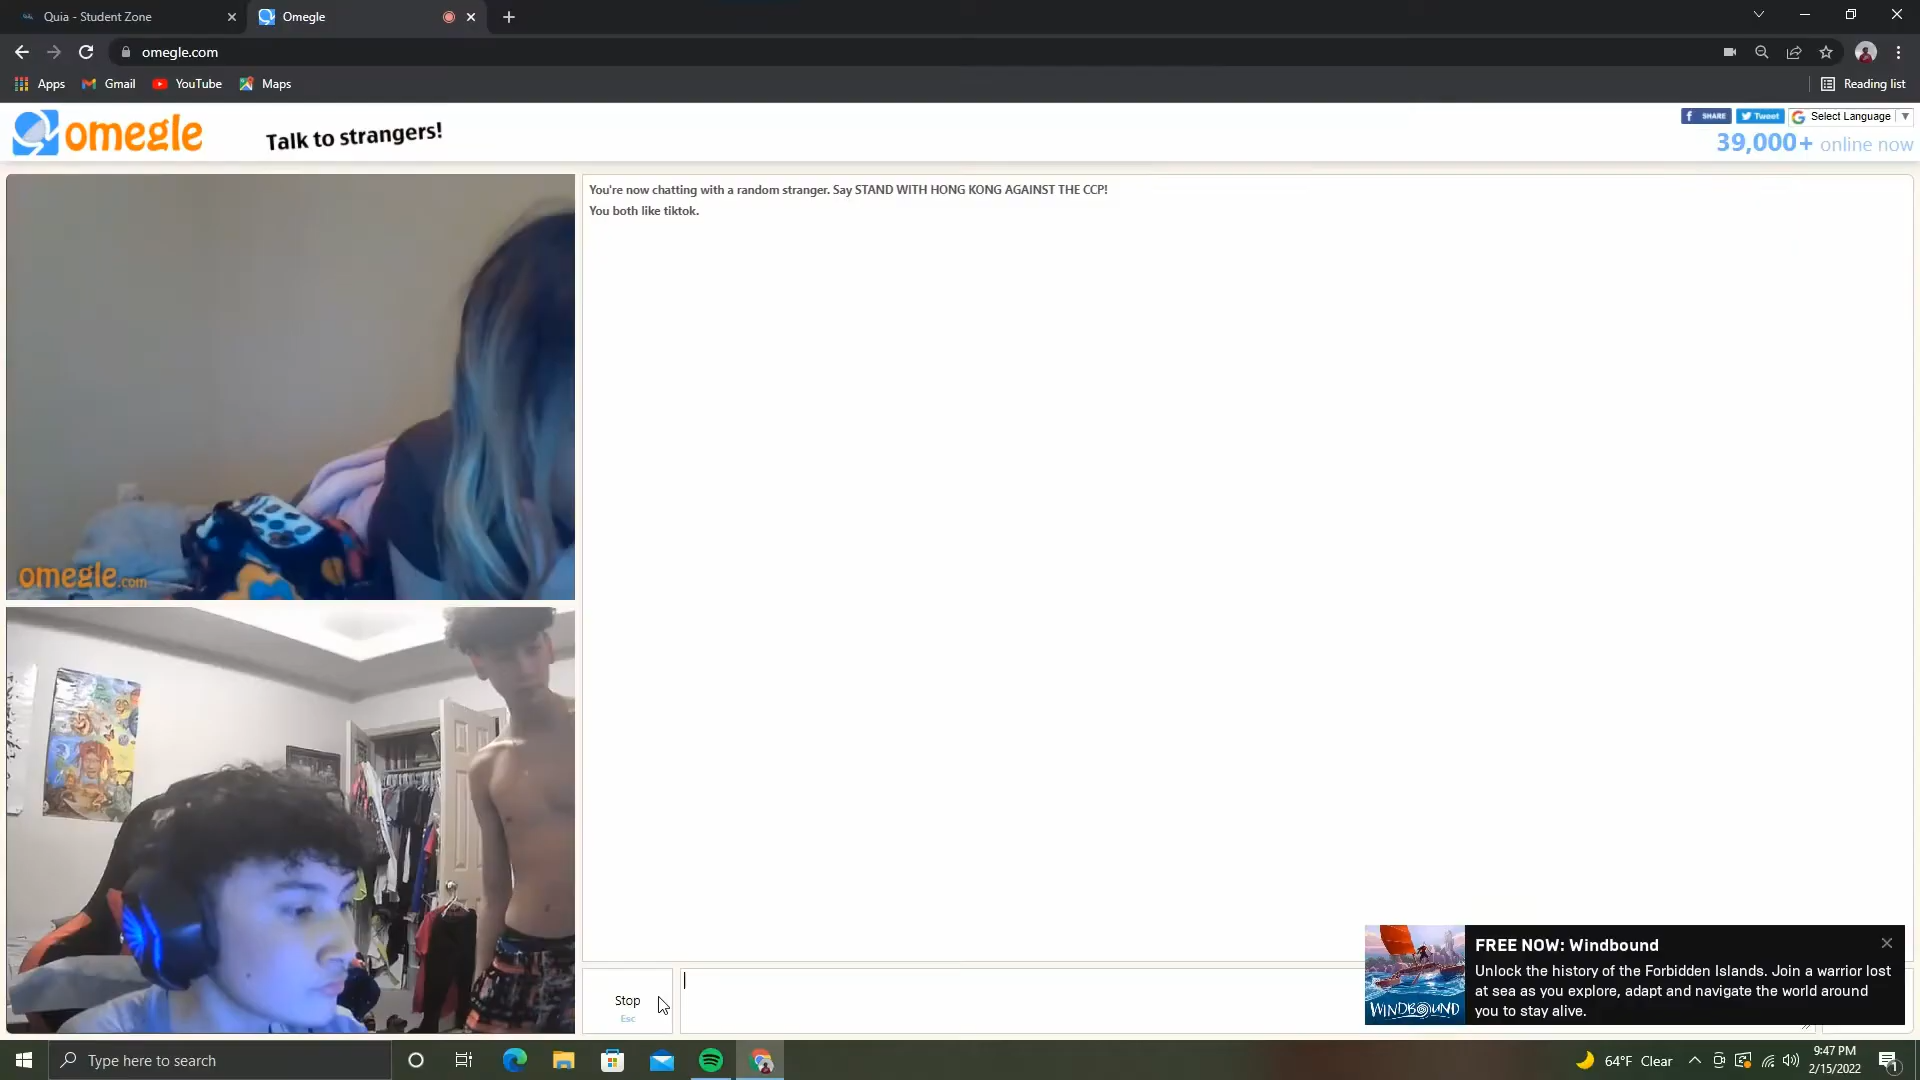 Quia - Student Zone
Omegle
omegle.com
Apps
Gmail
YouTube
Maps
Reading list
omegle
Talk to strangers!
SHARE
Tweet
Select Language
39,000+ online now
You're now chatting with a random stranger. Say STAND WITH HONG KONG AGAINST THE CCP!
You both like tiktok.
omegle.com
Stop
Esc
WINDBOUND
FREE NOW: Windbound
Unlock the history of the Forbidden Islands. Join a warrior lost
at sea as you explore, adapt and navigate the world around
you to stay alive.
Type here to search
64°F Clear
9:47 PM
2/15/2022
1